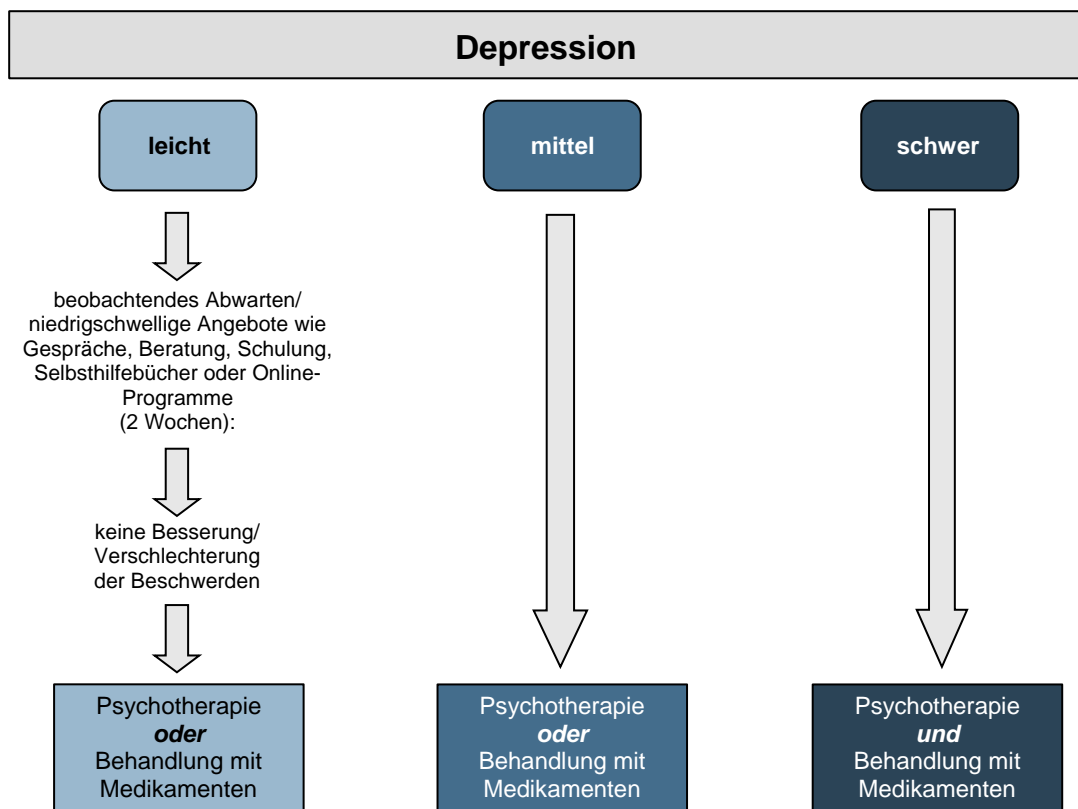 Depression
leicht
mittel
schwer
beobachtendes Abwarten/
niedrigschwellige Angebote wie
Gespräche, Beratung, Schulung,
Selbsthilfebücher oder Online-
Programme
(2 Wochen):
keine Besserung/
Verschlechterung
der Beschwerden
Psychotherapie
oder
Behandlung mit
Medikamenten
Psychotherapie
oder
Behandlung mit
Medikamenten
Psychotherapie
und
Behandlung mit
Medikamenten